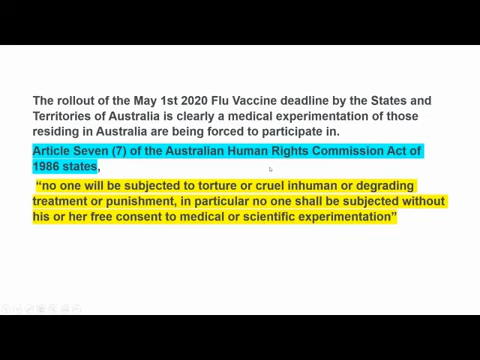 The rollout of the May 1st 2020 Flu Vaccine deadline by the States and
Territories of Australia is clearly a medical experimentation of those
residing in Australia are being forced to participate in.
Article Seven (7) of the Australian Human Rights Commission Act of
1986 states,
“no one will be subjected to torture or cruel inhuman or degrading
treatment or punishment, in particular no one shall be subjected without
his or her free consent to medical or scientific experimentation”